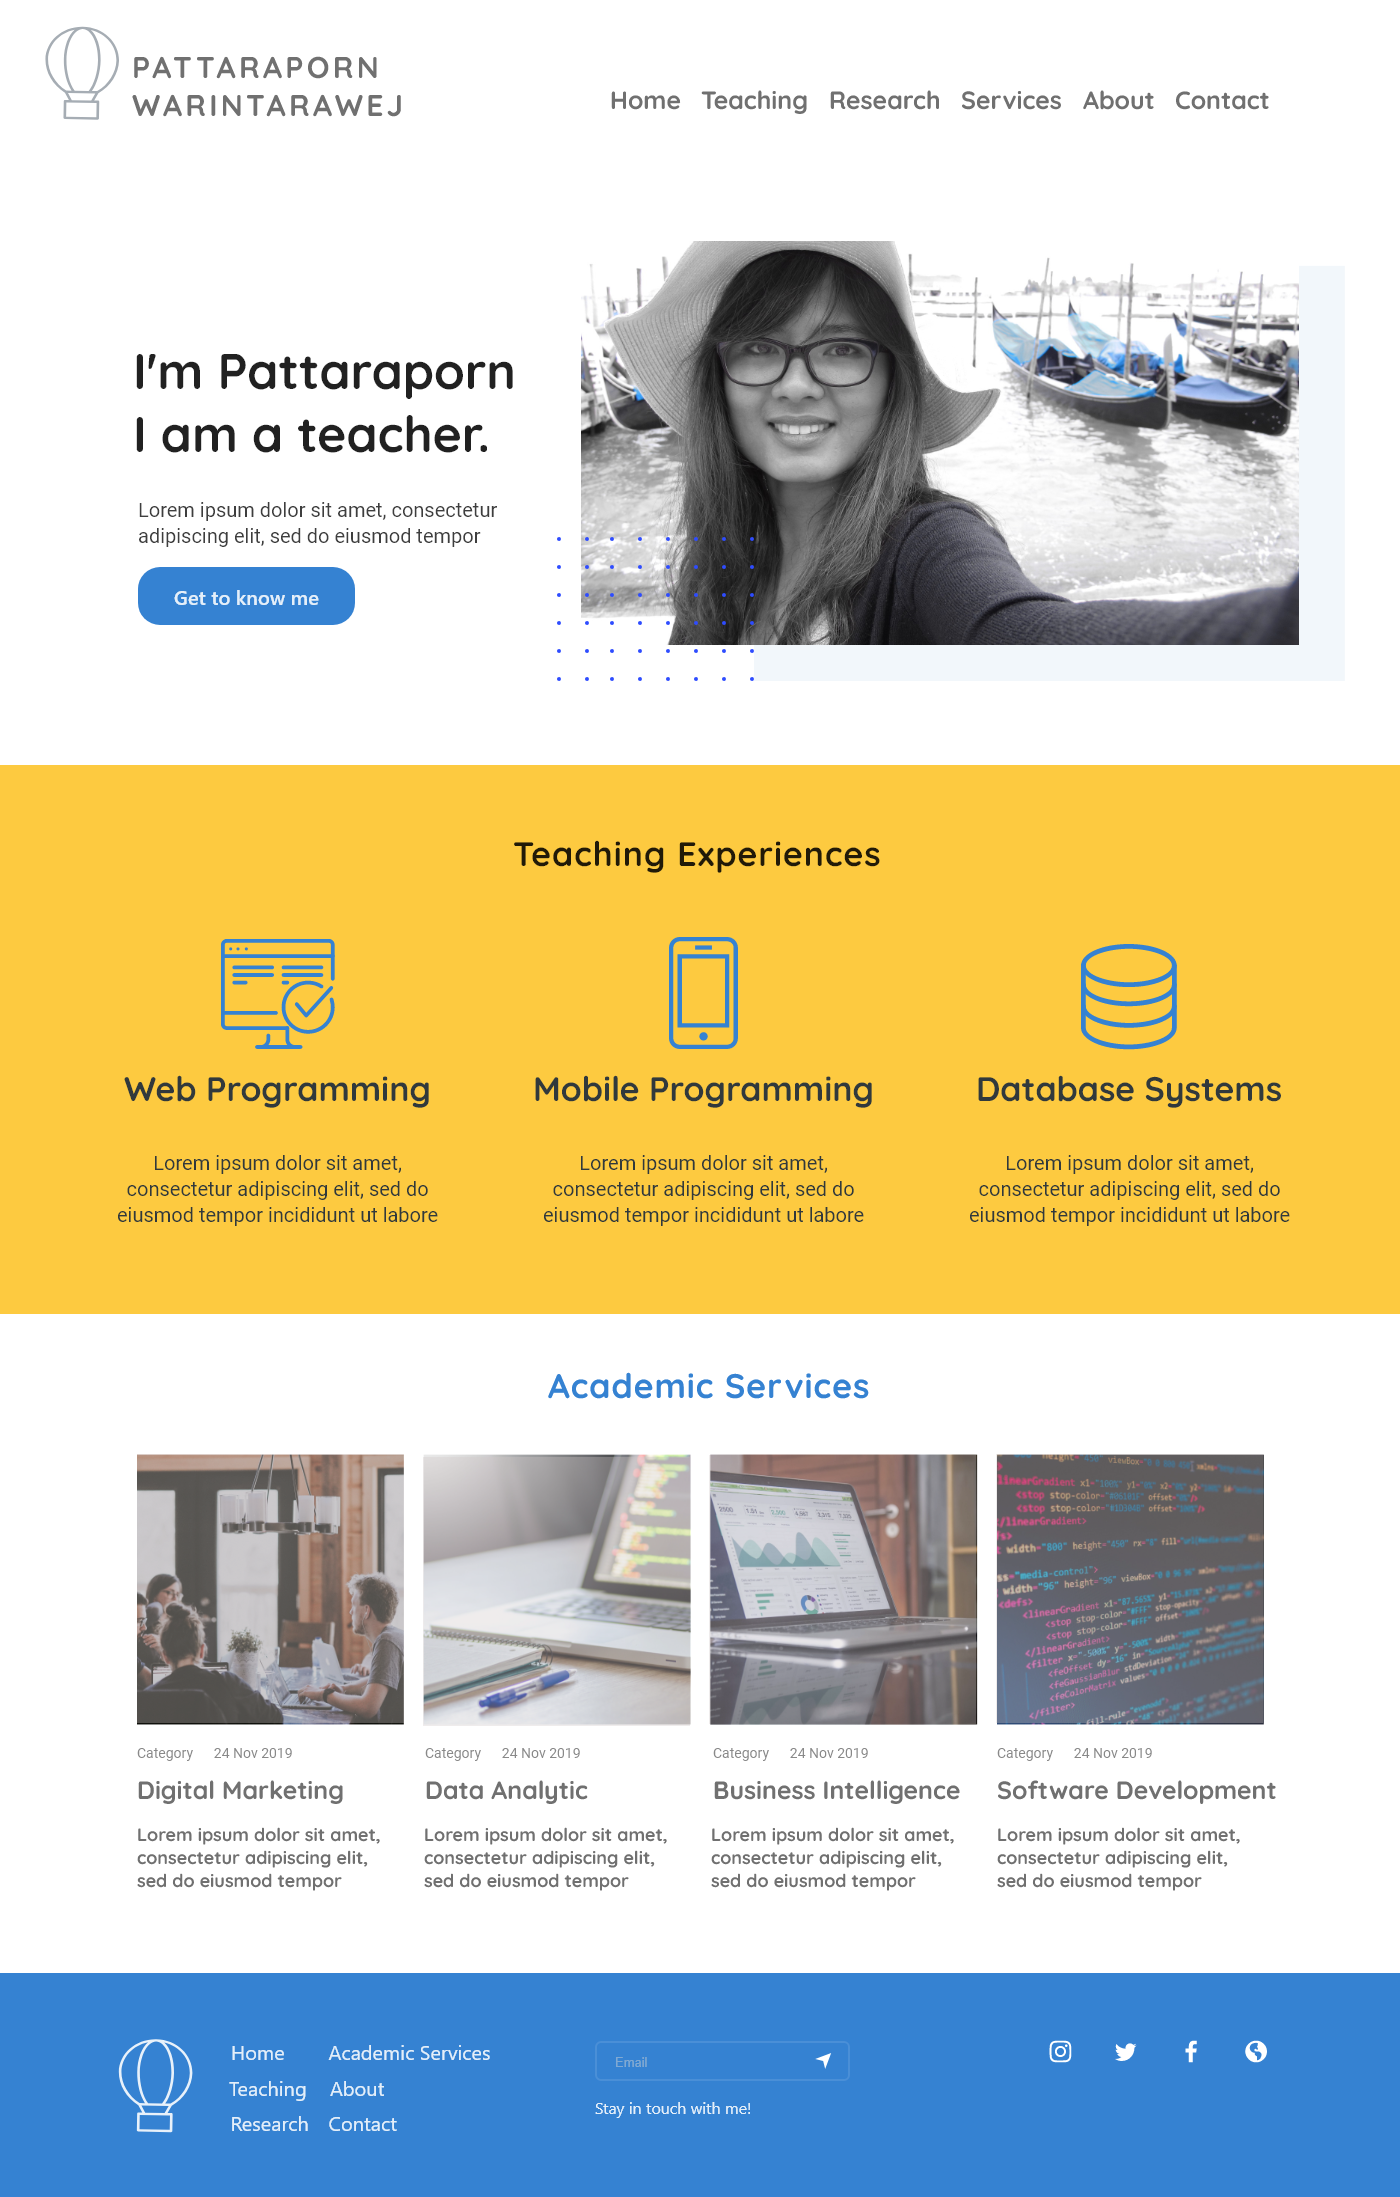 PATTARAPORN
WARINTARAWEJ
Home Teaching Research Services About Contact
I'm Pattaraporn
I am a teacher.
Lorem ipsum dolor sit amet, consectetur
adipiscing elit, sed do eiusmod tempor
Get to know me
Teaching Experiences
Web Programming
Lorem ipsum dolor sit amet,
consectetur adipiscing elit, sed do
eiusmod tempor incididunt ut labore
Mobile Programming
Lorem ipsum dolor sit amet,
consectetur adipiscing elit, sed do
eiusmod tempor incididunt ut labore
Database Systems
Lorem ipsum dolor sit amet,
consectetur adipiscing elit, sed do
eiusmod tempor incididunt ut labore
Academic Services
Category 24 Nov 2019
Digital Marketing
Lorem ipsum dolor sit amet,
consectetur adipiscing elit,
sed do eiusmod tempor
Category 24 Nov 2019
Data Analytic
Lorem ipsum dolor sit amet,
consectetur adipiscing elit,
sed do eiusmod tempor
Category 24 Nov 2019
Business Intelligence
Lorem ipsum dolor sit amet,
consectetur adipiscing elit,
sed do eiusmod tempor
Category 24 Nov 2019
Software Development
Lorem ipsum dolor sit amet,
consectetur adipiscing elit,
sed do eiusmod tempor
Home Academic Services
Teaching About
Research Contact
Email
Stay in touch with me!